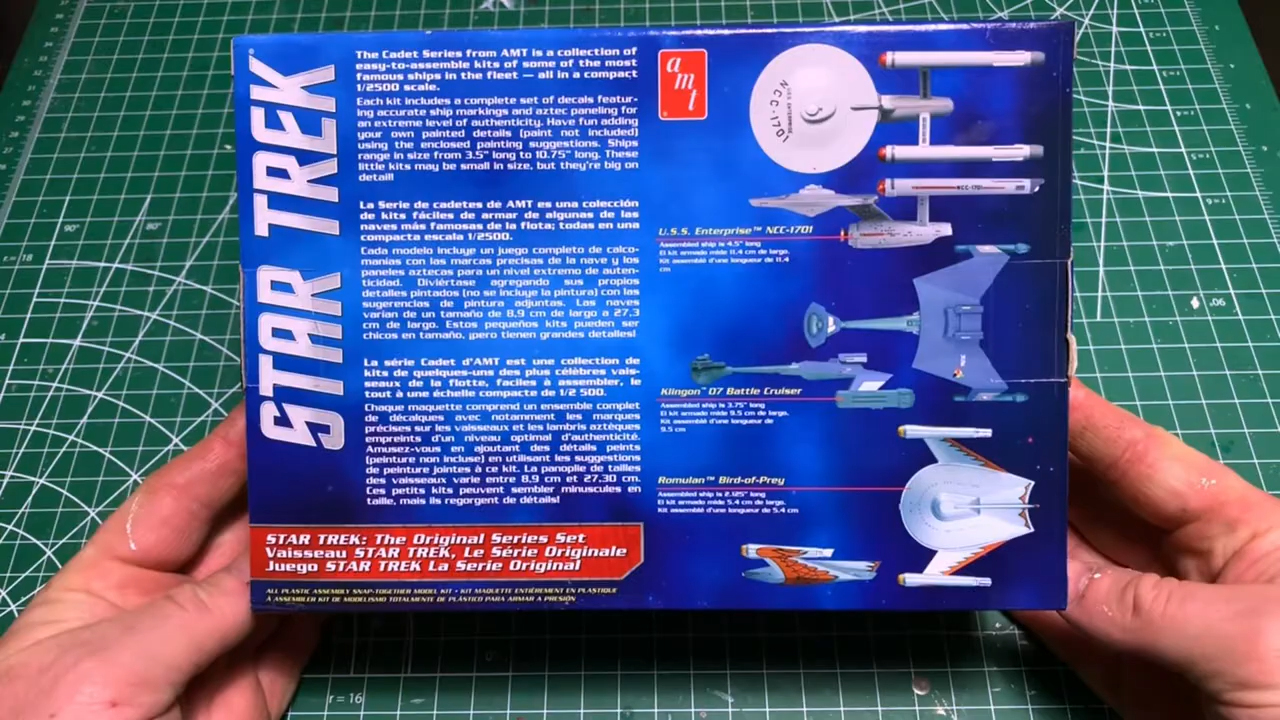 STAR TREK
The Cadet Series from AMT is a collection of
easy-to-assemble kits of some of the most
famous ships in the fleet — all in a compact
1/2500 scale.
Each kit includes a complete set of decals featur-
ing accurate ship markings and aztec paneling for
an extreme level of authenticity. Have fun adding
your own painted details (paint not included)
using the enclosed painting suggestions. Ships
range in size from 3.5" long to 10.75" long. These
little kits may be small in size, but they're big on
detail!
La Serie de cadetes de AMT es una colección
de kits fáciles de armar de algunas de las
naves más famosas de la flota; todas en una
compacta escala 1/2500.
Cada modelo incluye un juego completo de calco-
manías con las marcas precisas de la nave y los
paneles aztecas para un nivel extremo de auten-
ticidad. Diviértase agregando sus propios
detalles pintados (no se incluye la pintura) con las
sugerencias de pintura adjuntas. Las naves
varían de un tamaño de 8,9 cm de largo a 27,3
cm de largo. Estos pequeños kits pueden ser
chicos en tamaño, ¡pero tienen grandes detalles!
La série Cadet d'AMT est une collection de
kits de quelques-uns des plus célèbres vais-
seaux de la flotte, faciles à assembler, le
tout à une échelle compacte de 1/2 500.
Chaque maquette comprend un ensemble complet
de décalques avec notamment les marques
précises sur les vaisseaux et les lambris aztèques
empreints d'un niveau optimal d'authenticité.
Amusez-vous en ajoutant des détails peints
(peinture non incluse) en utilisant les suggestions
de peinture jointes à ce kit. La panoplie de tailles
des vaisseaux varie entre 8,9 cm et 27,30 cm.
Ces petits kits peuvent sembler minuscules en
taille, mais ils regorgent de détails!
STAR TREK: The Original Series Set
Vaisseau STAR TREK, Le Série Originale
Juego STAR TREK La Serie Original
ALL PLASTIC ASSEMBLY SNAP-TOGETHER MODEL KIT • KIT MAQUETTE ENTIÈREMENT EN PLASTIQUE
À ASSEMBLER KIT DE MODELISMO TOTALMENTE DE PLÁSTICO PARA ARMAR A PRESIÓN
amt
U.S.S. ENTERPRISE
NCC-1701
NCC-1701
U.S.S. Enterprise™ NCC-1701
Assembled ship is 4.5" long
El kit armado mide 11.4 cm de largo.
Kit assemblé d'une longueur de 11.4
cm
Klingon™ D7 Battle Cruiser
Assembled ship is 3.75" long
El kit armado mide 9.5 cm de largo.
Kit assemblé d'une longueur de
9.5 cm
Romulan™ Bird-of-Prey
Assembled ship is 2.125" long
El kit armado mide 5.4 cm de largo.
Kit assemblé d'une longueur de 5.4 cm
r = 18
90°
80°
r = 16